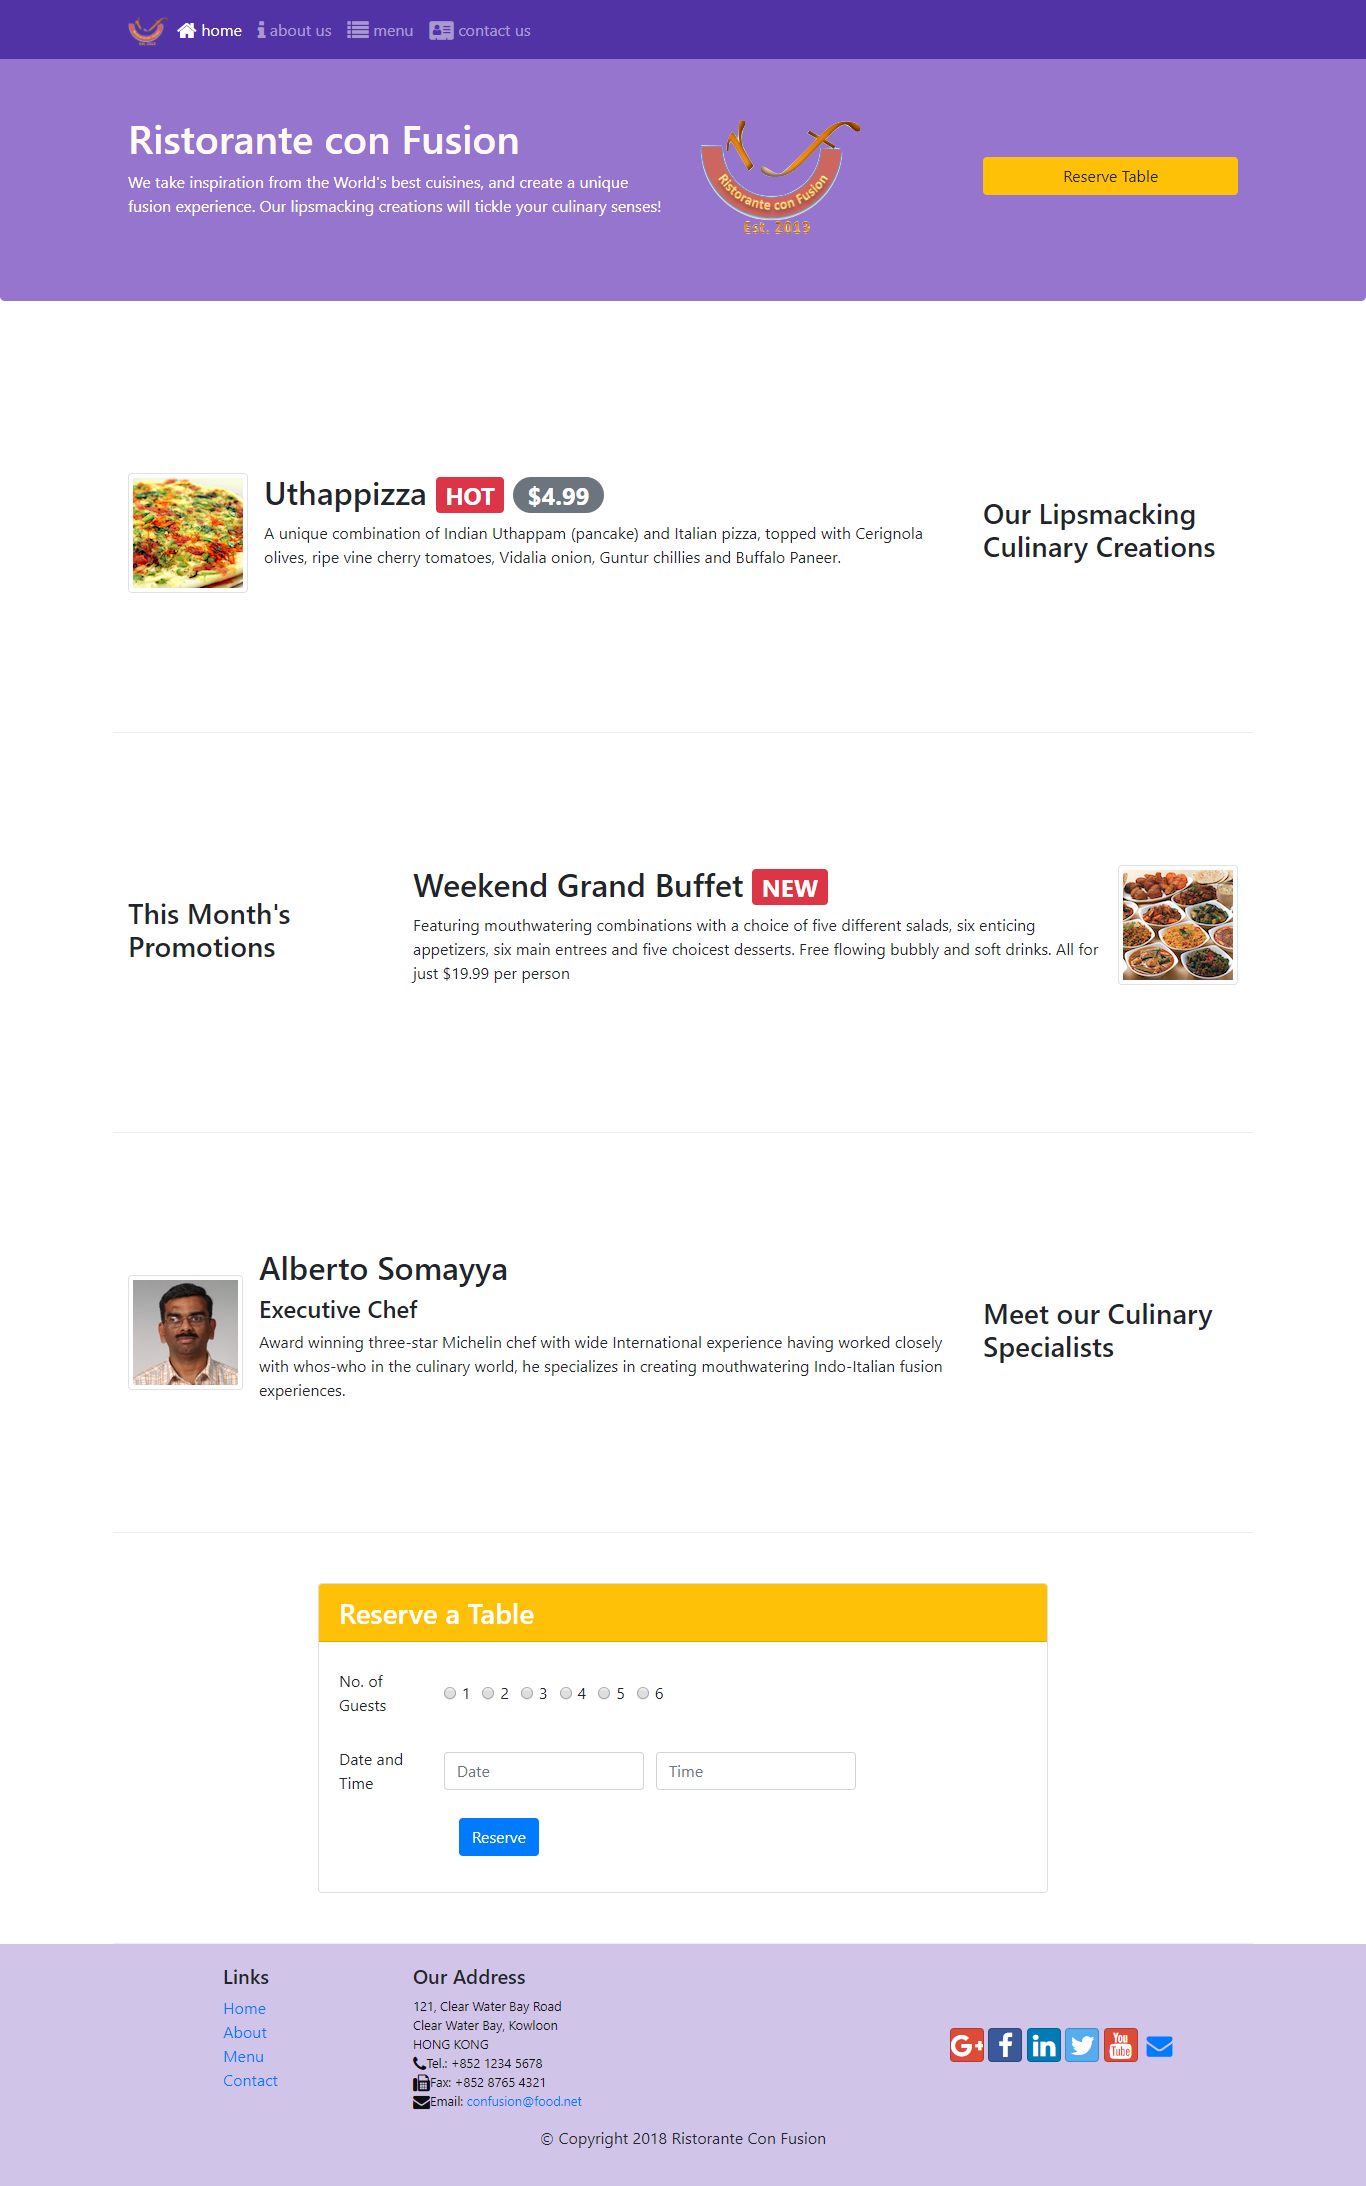 home about us menu contact us
Ristorante con Fusion
We take inspiration from the World's best cuisines, and create a unique
fusion experience. Our lipsmacking creations will tickle your culinary senses!
Ristorante con Fusion
Est. 2013
Reserve Table
Uthappizza HOT $4.99
A unique combination of Indian Uthappam (pancake) and Italian pizza, topped with Cerignola
olives, ripe vine cherry tomatoes, Vidalia onion, Guntur chillies and Buffalo Paneer.
Our Lipsmacking
Culinary Creations
This Month's
Promotions
Weekend Grand Buffet NEW
Featuring mouthwatering combinations with a choice of five different salads, six enticing
appetizers, six main entrees and five choicest desserts. Free flowing bubbly and soft drinks. All for
just $19.99 per person
Alberto Somayya
Executive Chef
Award winning three-star Michelin chef with wide International experience having worked closely
with whos-who in the culinary world, he specializes in creating mouthwatering Indo-Italian fusion
experiences.
Meet our Culinary
Specialists
Reserve a Table
No. of
Guests
1 2 3 4 5 6
Date and
Time
Date Time
Reserve
Links
Home
About
Menu
Contact
Our Address
121, Clear Water Bay Road
Clear Water Bay, Kowloon
HONG KONG
Tel.: +852 1234 5678
Fax: +852 8765 4321
Email: confusion@food.net
G+ f in You Tube
© Copyright 2018 Ristorante Con Fusion